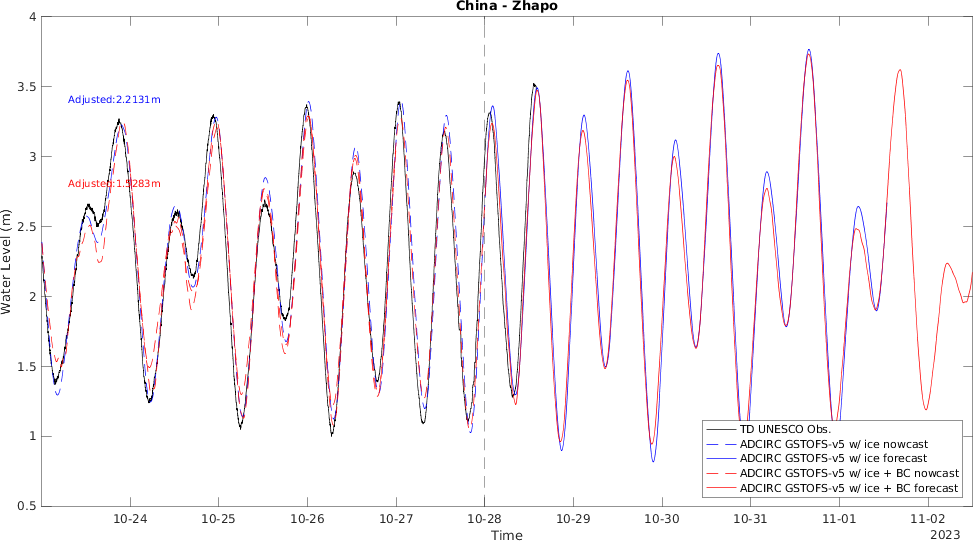 China - Zhapo
Water Level (m)
4
3.5
3
2.5
2
1.5
1
0.5
Adjusted:2.2131m
Adjusted:1.5283m
TD UNESCO Obs.
ADCIRC GSTOFS-v5 w/ ice nowcast
ADCIRC GSTOFS-v5 w/ ice forecast
ADCIRC GSTOFS-v5 w/ ice + BC nowcast
ADCIRC GSTOFS-v5 w/ ice + BC forecast
10-24 10-25 10-26 10-27 10-28 10-29 10-30 10-31 11-01 11-02
2023
Time